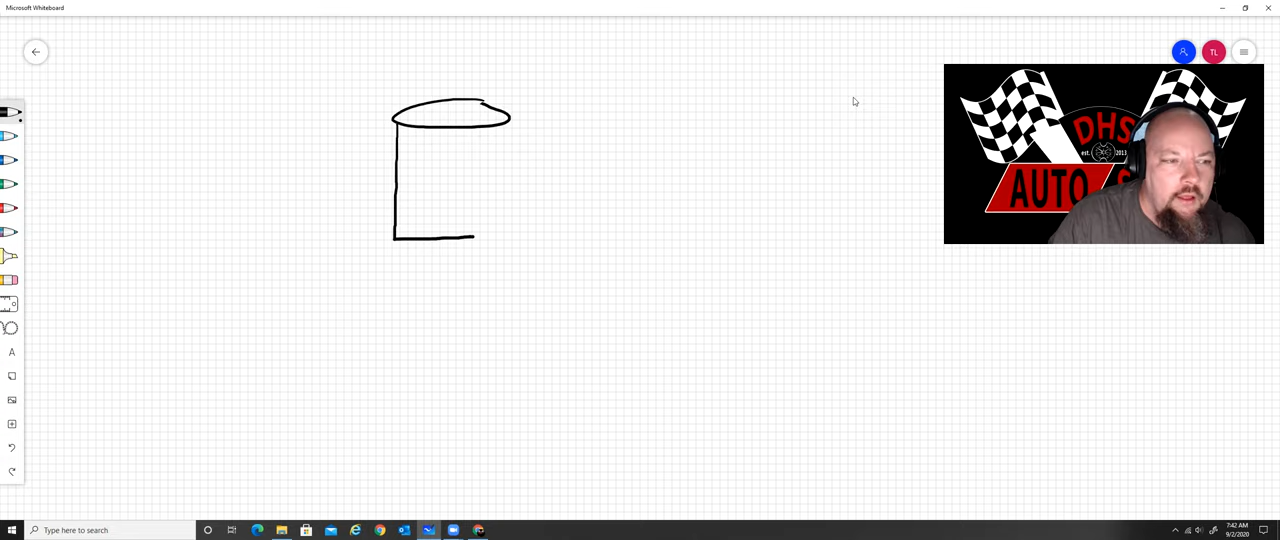 Microsoft Whiteboard
TL
DHS
est. 2013
AUTO
A
Type here to search
7:42 AM
9/2/2020